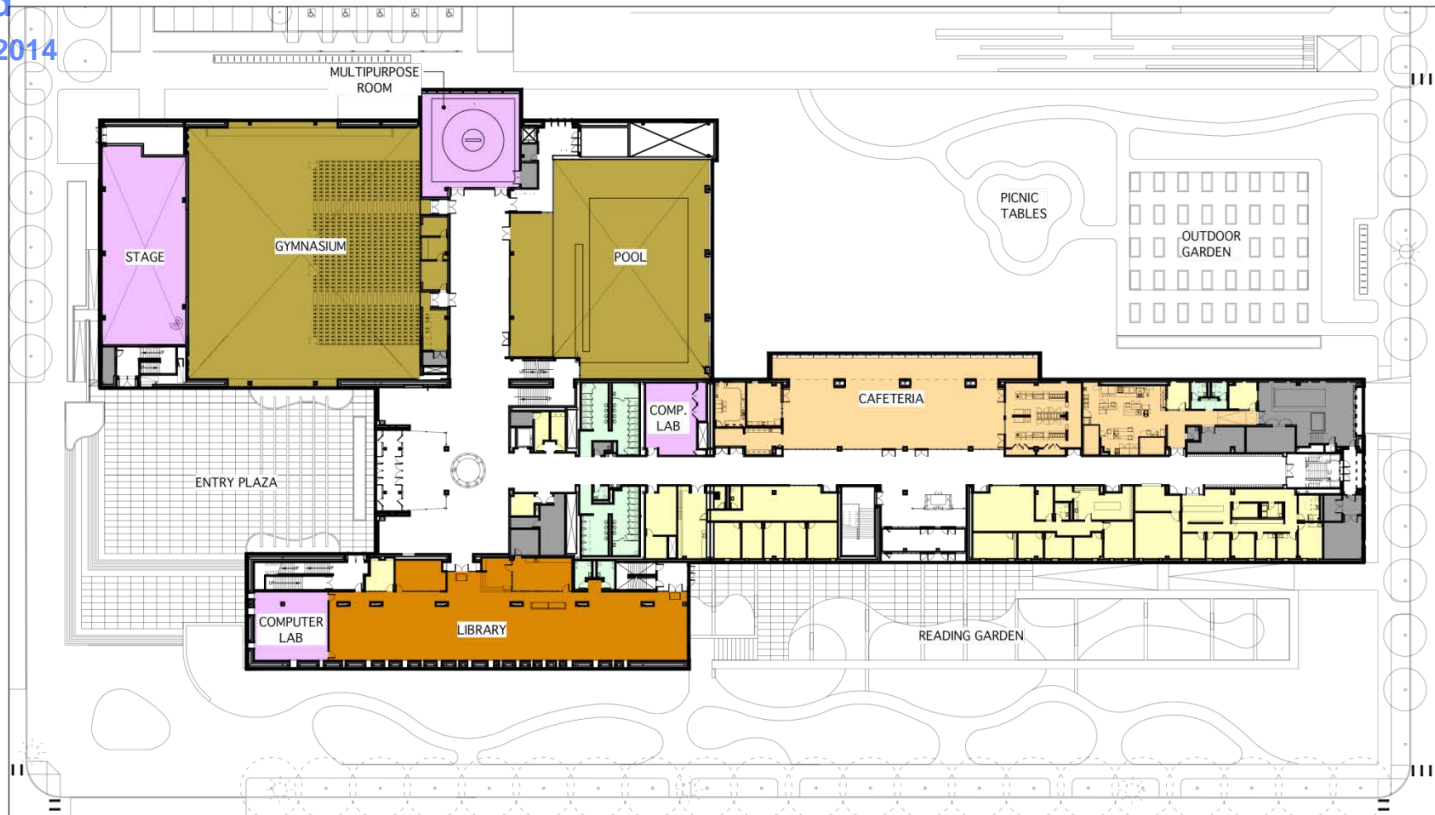 2014
MULTIPURPOSE
ROOM
STAGE
GYMNASIUM
POOL
PICNIC
TABLES
OUTDOOR
GARDEN
CAFETERIA
COMP.
LAB
ENTRY PLAZA
COMPUTER
LAB
LIBRARY
READING GARDEN